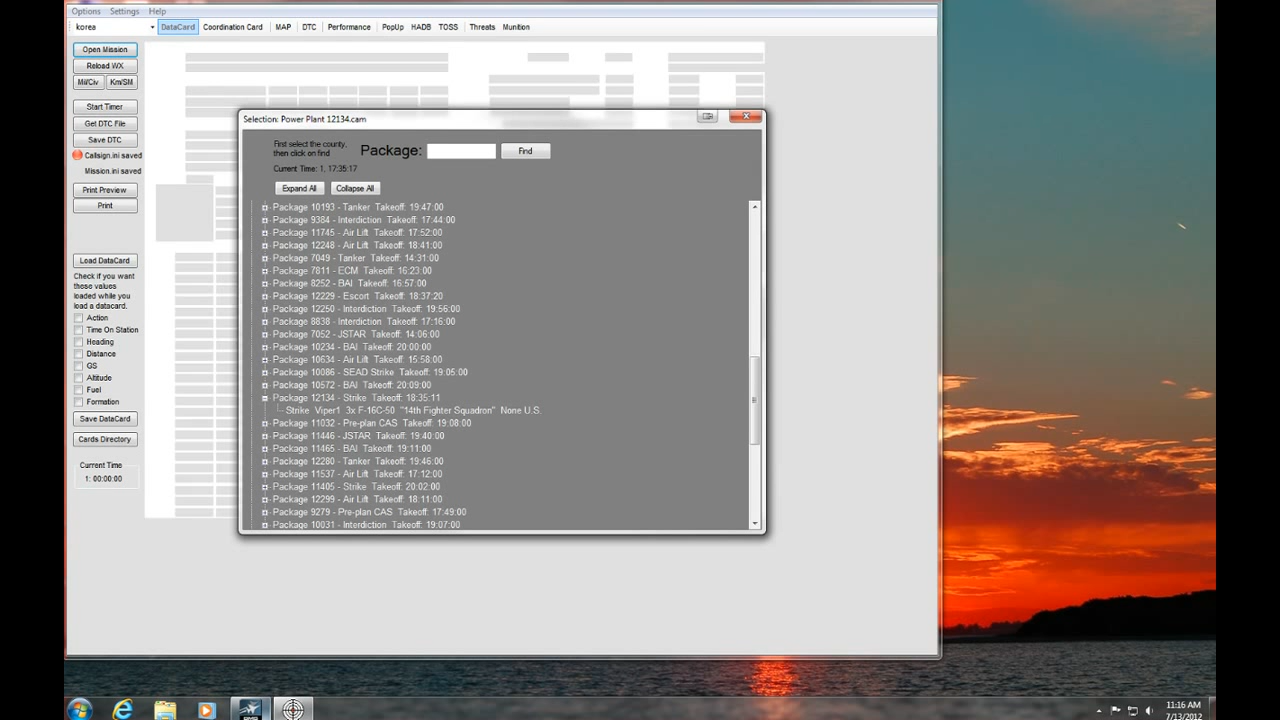 Options Settings Help
korea DataCard Coordination Card MAP DTC Performance PopUp HADB TOSS Threats Munition
Open Mission
Reload WX
Mil/Civ Km/SM
Start Timer
Get DTC File
Save DTC
Callsign.ini saved
Mission.ini saved
Print Preview
Print
Load DataCard
Check if you want
these values
loaded while you
load a datacard.
Action
Time On Station
Heading
Distance
GS
Altitude
Fuel
Formation
Save DataCard
Cards Directory
Current Time
1: 00:00:00
Selection: Power Plant 12134.cam
First select the county,
then click on find
Package:
Find
Current Time: 1, 17:35:17
Expand All Collapse All
Package 10193 - Tanker Takeoff: 19:47:00
Package 9384 - Interdiction Takeoff: 17:44:00
Package 11745 - Air Lift Takeoff: 17:52:00
Package 12248 - Air Lift Takeoff: 18:41:00
Package 7049 - Tanker Takeoff: 14:31:00
Package 7811 - ECM Takeoff: 16:23:00
Package 8252 - BAI Takeoff: 16:57:00
Package 12229 - Escort Takeoff: 18:37:20
Package 12250 - Interdiction Takeoff: 19:56:00
Package 8838 - Interdiction Takeoff: 17:16:00
Package 7052 - JSTAR Takeoff: 14:06:00
Package 10234 - BAI Takeoff: 20:00:00
Package 10634 - Air Lift Takeoff: 15:58:00
Package 10086 - SEAD Strike Takeoff: 19:05:00
Package 10572 - BAI Takeoff: 20:09:00
Package 12134 - Strike Takeoff: 18:35:11
Strike Viper1 3x F-16C-50 "14th Fighter Squadron" None U.S.
Package 11032 - Pre-plan CAS Takeoff: 19:08:00
Package 11446 - JSTAR Takeoff: 19:40:00
Package 11465 - BAI Takeoff: 19:11:00
Package 12280 - Tanker Takeoff: 19:46:00
Package 11537 - Air Lift Takeoff: 17:12:00
Package 11405 - Strike Takeoff: 20:02:00
Package 12299 - Air Lift Takeoff: 18:11:00
Package 9279 - Pre-plan CAS Takeoff: 17:49:00
Package 10031 - Interdiction Takeoff: 19:07:00
11:16 AM
7/13/2012